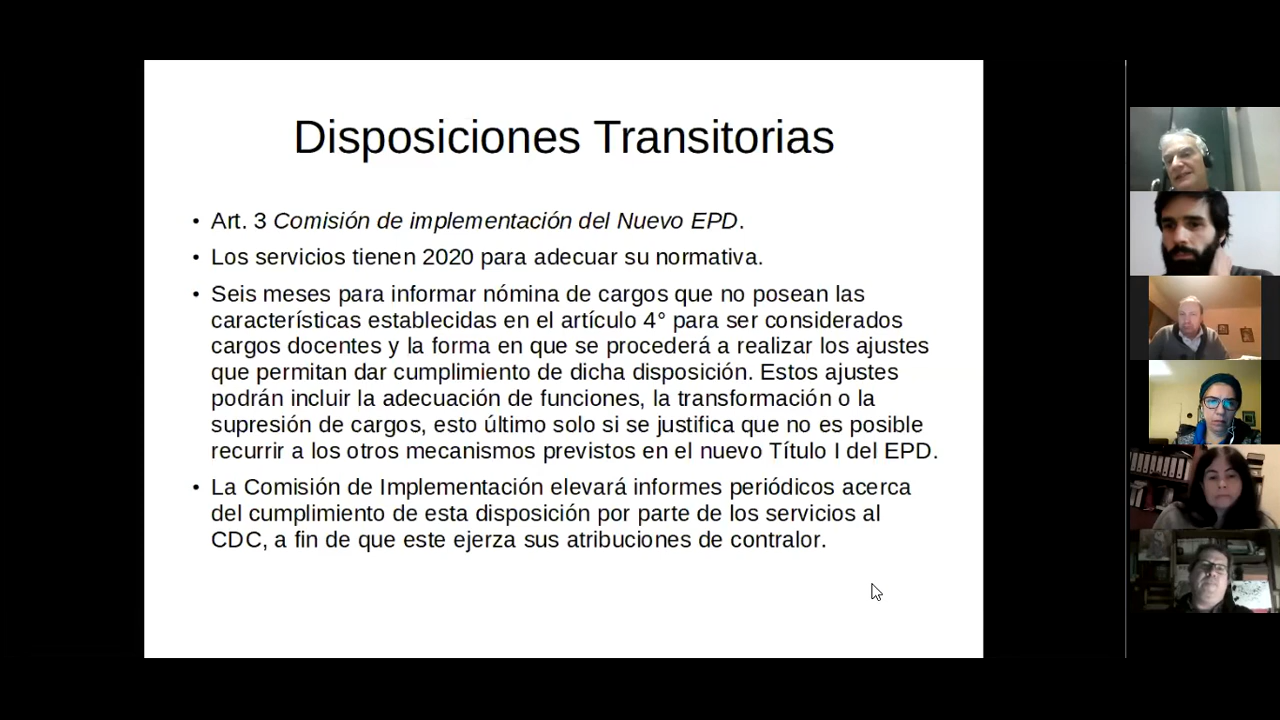 Disposiciones Transitorias
• Art. 3 Comisión de implementación del Nuevo EPD.
• Los servicios tienen 2020 para adecuar su normativa.
• Seis meses para informar nómina de cargos que no posean las
características establecidas en el artículo 4° para ser considerados
cargos docentes y la forma en que se procederá a realizar los ajustes
que permitan dar cumplimiento de dicha disposición. Estos ajustes
podrán incluir la adecuación de funciones, la transformación o la
supresión de cargos, esto último solo si se justifica que no es posible
recurrir a los otros mecanismos previstos en el nuevo Título I del EPD.
• La Comisión de Implementación elevará informes periódicos acerca
del cumplimiento de esta disposición por parte de los servicios al
CDC, a fin de que este ejerza sus atribuciones de contralor.